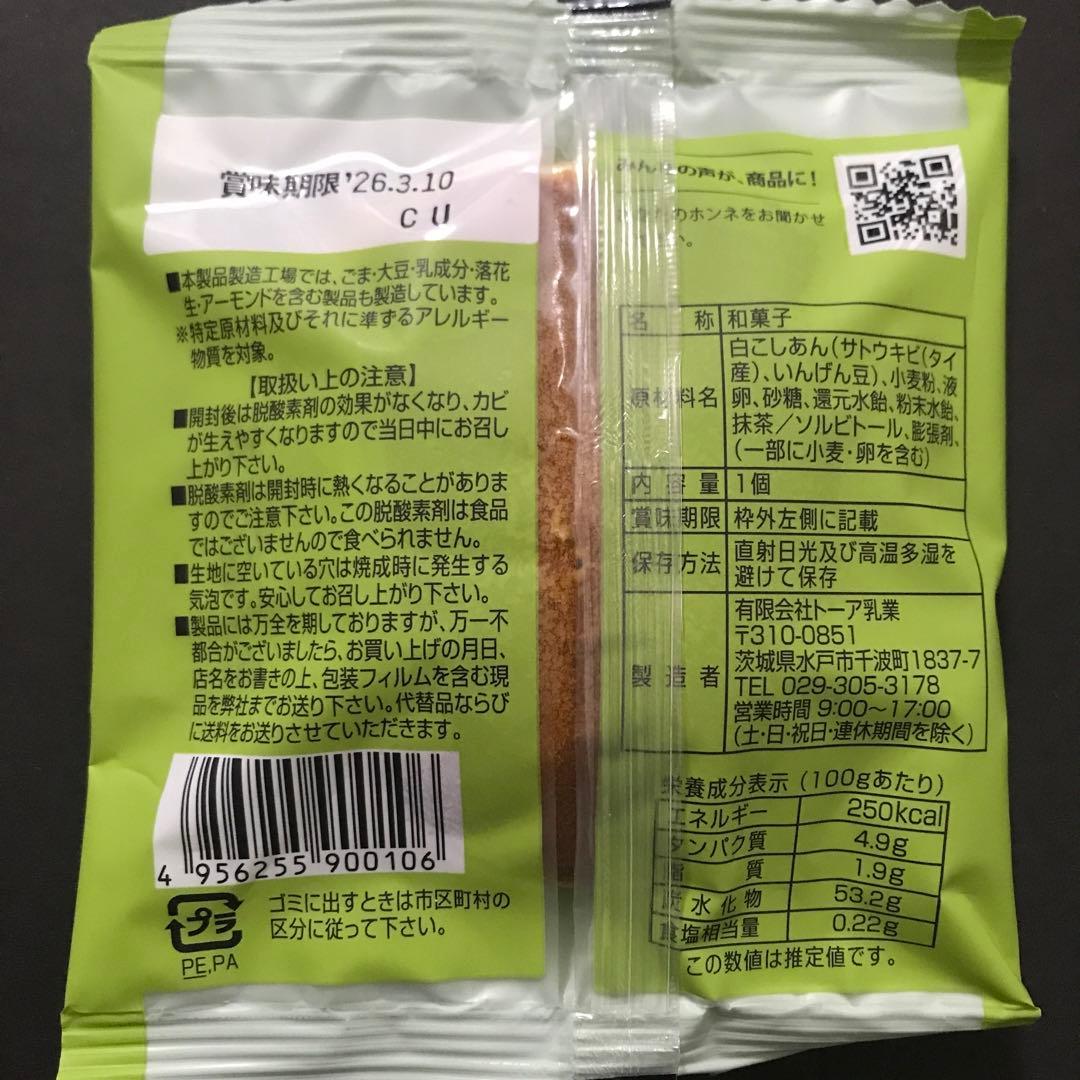 賞味期限'26.3.10
CU
■本製品製造工場では、ごま・大豆・乳成分・落花
生・アーモンドを含む製品も製造しています。
※特定原材料及びそれに準ずるアレルギー
物質を対象。
【取扱い上の注意】
■開封後は脱酸素剤の効果がなくなり、カビ
が生えやすくなりますので当日中にお召し
上がり下さい。
■脱酸素剤は開封時に熱くなることがありま
すのでご注意下さい。この脱酸素剤は食品
ではございませんので食べられません。
■生地に空いている穴は焼成時に発生する
気泡です。安心してお召し上がり下さい。
■製品には万全を期しておりますが、万一不
都合がございましたら、お買い上げの月日、
店名をお書きの上、包装フィルムを含む現
品を弊社までお送り下さい。代替品ならび
に送料をお送りさせていただきます。
4 956255 900106
プラ
PE,PA
ゴミに出すときは市区町村の
区分に従って下さい。
みんなの声が、商品に!
のホンネをお聞かせ
名称 和菓子
原材料名 白こしあん(サトウキビ(タイ
産)、いんげん豆)、小麦粉、液
卵、砂糖、還元水飴、粉末水飴、
抹茶/ソルビトール、膨張剤、
(一部に小麦・卵を含む)
内容量 1個
賞味期限 枠外左側に記載
保存方法 直射日光及び高温多湿を
避けて保存
製造者 有限会社トーア乳業
〒310-0851
茨城県水戸市千波町1837-7
TEL 029-305-3178
営業時間 9:00〜17:00
(土・日・祝日・連休期間を除く)
栄養成分表示(100gあたり)
エネルギー 250kcal
タンパク質 4.9g
脂質 1.9g
炭水化物 53.2g
食塩相当量 0.22g
この数値は推定値です。